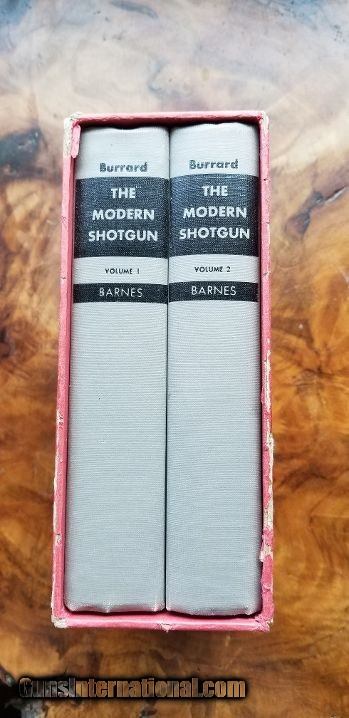 Burrard
THE
MODERN
SHOTGUN
VOLUME 1
BARNES
Burrard
THE
MODERN
SHOTGUN
VOLUME 2
BARNES
GunsInternational.com